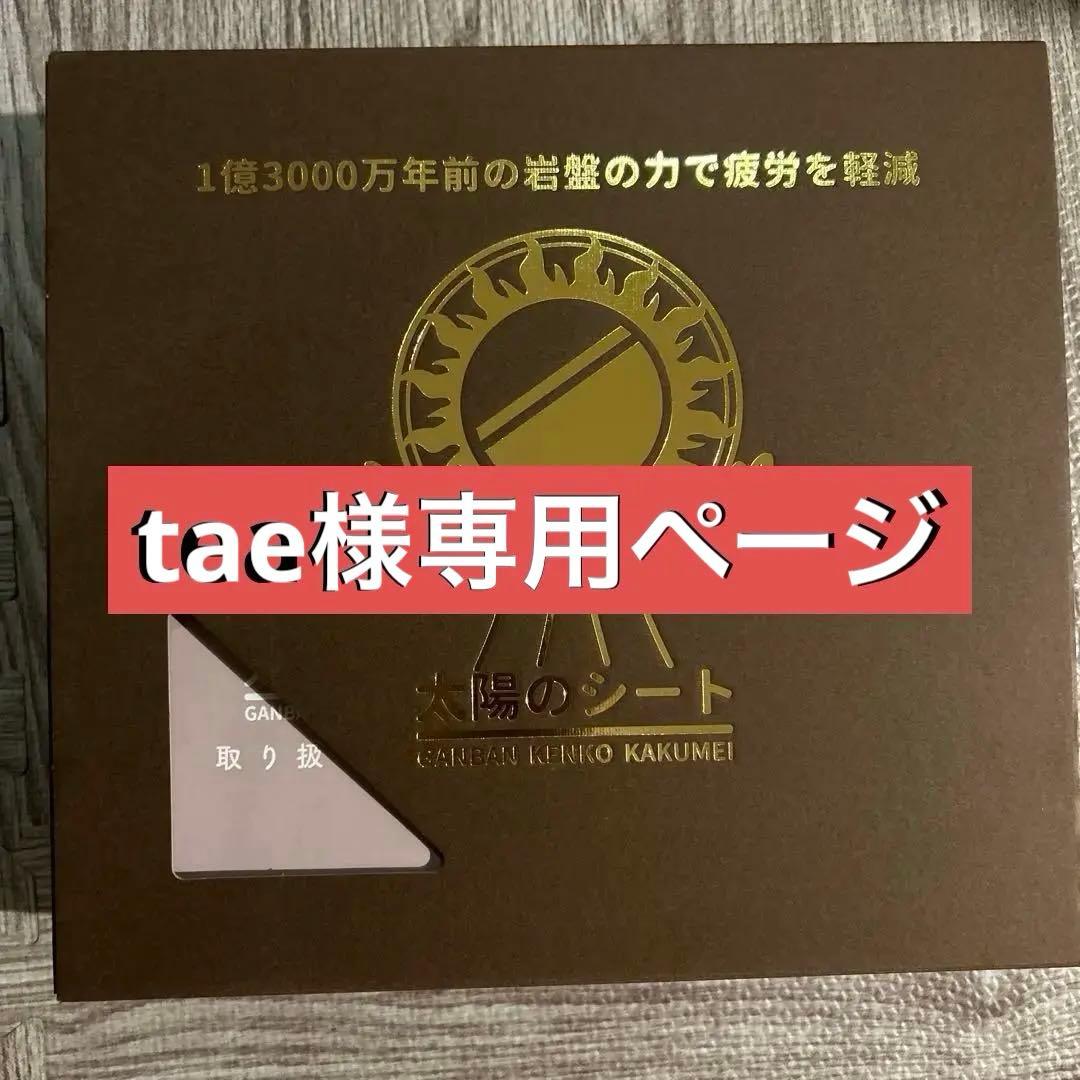 1億3000万年前の岩盤の力で疲労を軽減
tae様専用ページ
太陽のシート
GANBAN KENKO KAKUMEI
GANB
取り扱